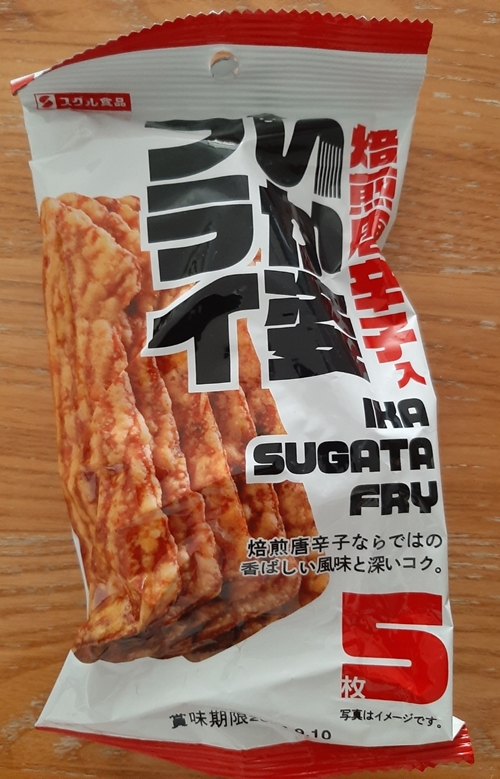 スグル食品
焙煎唐辛子入
いか姿
フライ
IKA
SUGATA
FRY
焙煎唐辛子ならではの
香ばしい風味と深いコク。
5枚
写真はイメージです。
賞味期限
9.10